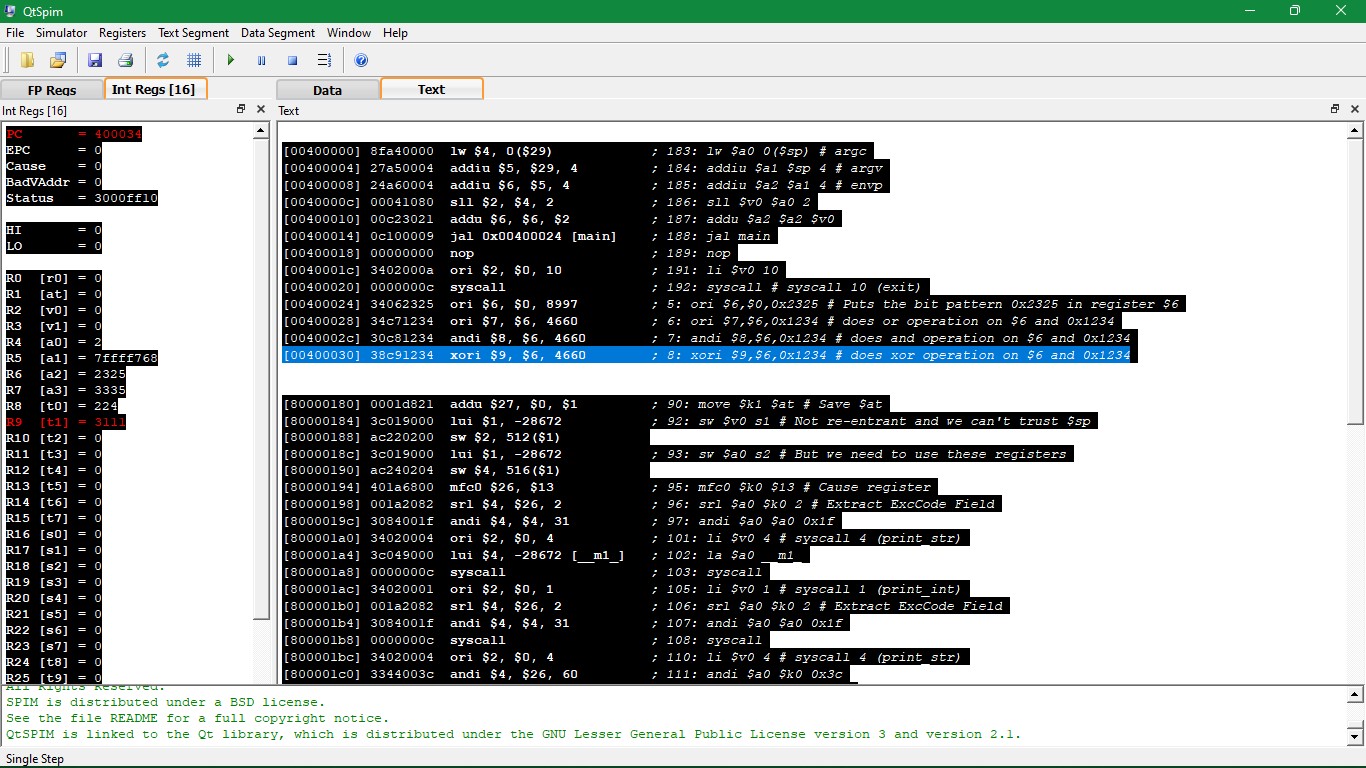 QtSpim
File Simulator Registers Text Segment Data Segment Window Help
FP Regs Int Regs [16] Data Text
Int Regs [16]
PC = 400034
EPC = 0
Cause = 0
BadVAddr = 0
Status = 3000ff10
HI = 0
LO = 0
R0 [r0] = 0
R1 [at] = 0
R2 [v0] = 0
R3 [v1] = 0
R4 [a0] = 2
R5 [a1] = 7ffff768
R6 [a2] = 2325
R7 [a3] = 3335
R8 [t0] = 224
R9 [t1] = 3111
R10 [t2] = 0
R11 [t3] = 0
R12 [t4] = 0
R13 [t5] = 0
R14 [t6] = 0
R15 [t7] = 0
R16 [s0] = 0
R17 [s1] = 0
R18 [s2] = 0
R19 [s3] = 0
R20 [s4] = 0
R21 [s5] = 0
R22 [s6] = 0
R23 [s7] = 0
R24 [t8] = 0
R25 [t9] = 0
Text
[00400000] 8fa40000 lw $4, 0($29) ; 183: lw $a0 0($sp) # argc
[00400004] 27a50004 addiu $5, $29, 4 ; 184: addiu $a1 $sp 4 # argv
[00400008] 24a60004 addiu $6, $5, 4 ; 185: addiu $a2 $a1 4 # envp
[0040000c] 00041080 sll $2, $4, 2 ; 186: sll $v0 $a0 2
[00400010] 00c23021 addu $6, $6, $2 ; 187: addu $a2 $a2 $v0
[00400014] 0c100009 jal 0x00400024 [main] ; 188: jal main
[00400018] 00000000 nop ; 189: nop
[0040001c] 3402000a ori $2, $0, 10 ; 191: li $v0 10
[00400020] 0000000c syscall ; 192: syscall # syscall 10 (exit)
[00400024] 34062325 ori $6, $0, 8997 ; 5: ori $6,$0,0x2325 # Puts the bit pattern 0x2325 in register $6
[00400028] 34c71234 ori $7, $6, 4660 ; 6: ori $7,$6,0x1234 # does or operation on $6 and 0x1234
[0040002c] 30c81234 andi $8, $6, 4660 ; 7: andi $8,$6,0x1234 # does and operation on $6 and 0x1234
[00400030] 38c91234 xori $9, $6, 4660 ; 8: xori $9,$6,0x1234 # does xor operation on $6 and 0x1234
[80000180] 0001d821 addu $27, $0, $1 ; 90: move $k1 $at # Save $at
[80000184] 3c019000 lui $1, -28672 ; 92: sw $v0 s1 # Not re-entrant and we can't trust $sp
[80000188] ac220200 sw $2, 512($1)
[8000018c] 3c019000 lui $1, -28672 ; 93: sw $a0 s2 # But we need to use these registers
[80000190] ac240204 sw $4, 516($1)
[80000194] 401a6800 mfc0 $26, $13 ; 95: mfc0 $k0 $13 # Cause register
[80000198] 001a2082 srl $4, $26, 2 ; 96: srl $a0 $k0 2 # Extract ExcCode Field
[8000019c] 3084001f andi $4, $4, 31 ; 97: andi $a0 $a0 0x1f
[800001a0] 34020004 ori $2, $0, 4 ; 101: li $v0 4 # syscall 4 (print_str)
[800001a4] 3c049000 lui $4, -28672 [__m1_] ; 102: la $a0 __m1_
[800001a8] 0000000c syscall ; 103: syscall
[800001ac] 34020001 ori $2, $0, 1 ; 105: li $v0 1 # syscall 1 (print_int)
[800001b0] 001a2082 srl $4, $26, 2 ; 106: srl $a0 $k0 2 # Extract ExcCode Field
[800001b4] 3084001f andi $4, $4, 31 ; 107: andi $a0 $a0 0x1f
[800001b8] 0000000c syscall ; 108: syscall
[800001bc] 34020004 ori $2, $0, 4 ; 110: li $v0 4 # syscall 4 (print_str)
[800001c0] 3344003c andi $4, $26, 60 ; 111: andi $a0 $k0 0x3c
All Rights Reserved.
SPIM is distributed under a BSD license.
See the file README for a full copyright notice.
QtSPIM is linked to the Qt library, which is distributed under the GNU Lesser General Public License version 3 and version 2.1.
Single Step